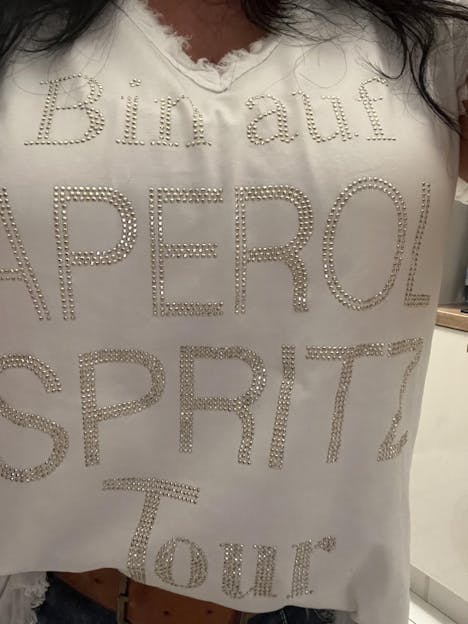 Bin auf
APEROL
SPRITZ
Tour